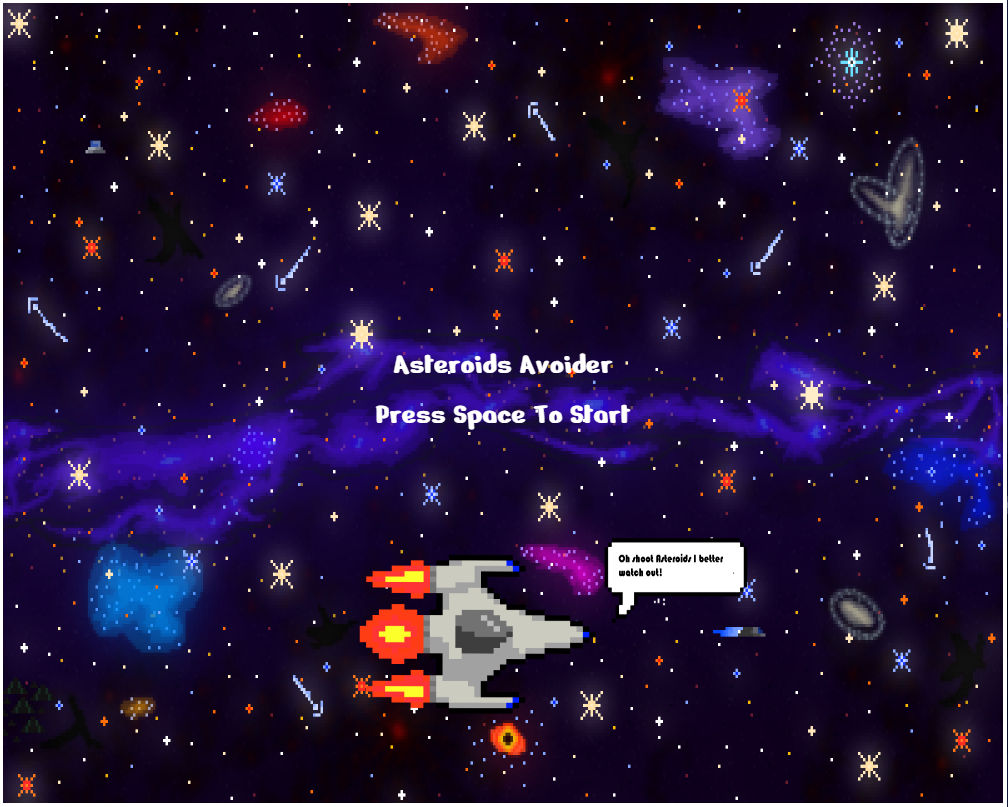 Asteroids Avoider
Press Space To Start
Oh shoot Asteroids I better
watch out!